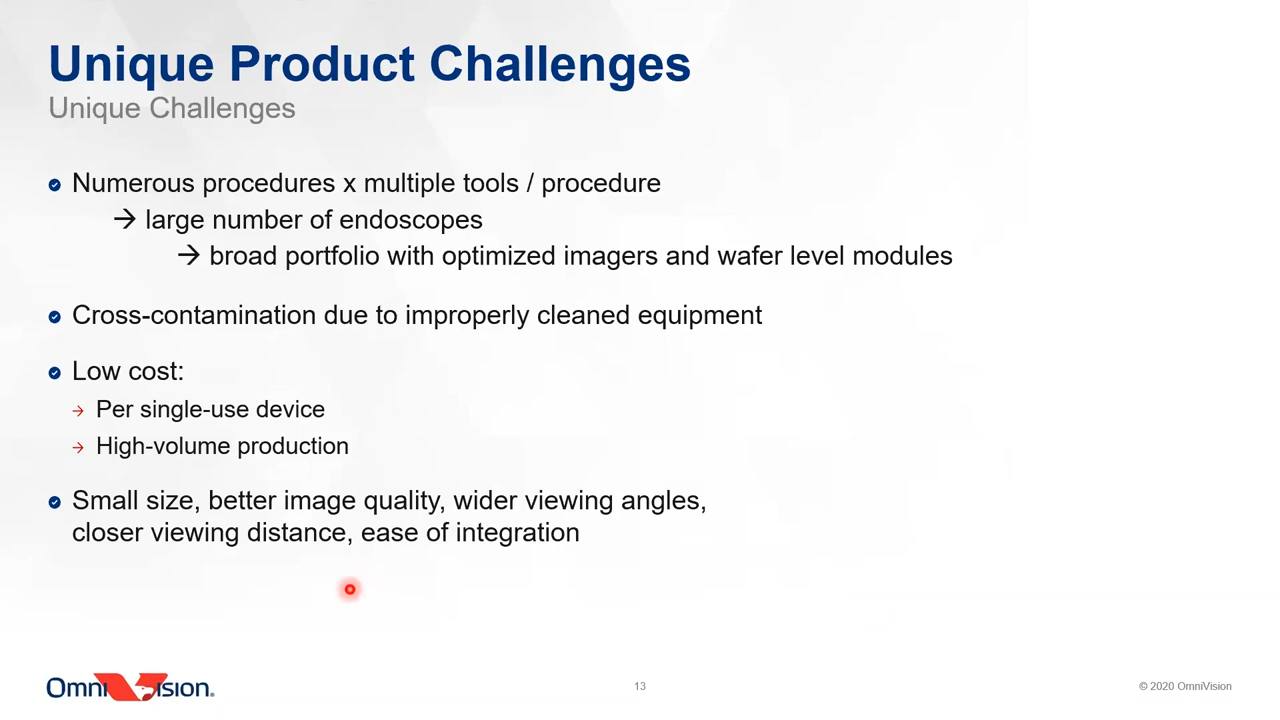 Unique Product Challenges
Unique Challenges
Numerous procedures x multiple tools / procedure
→ large number of endoscopes
→ broad portfolio with optimized imagers and wafer level modules
Cross-contamination due to improperly cleaned equipment
Low cost:
→ Per single-use device
→ High-volume production
Small size, better image quality, wider viewing angles,
closer viewing distance, ease of integration
OmniVision®
13
© 2020 OmniVision